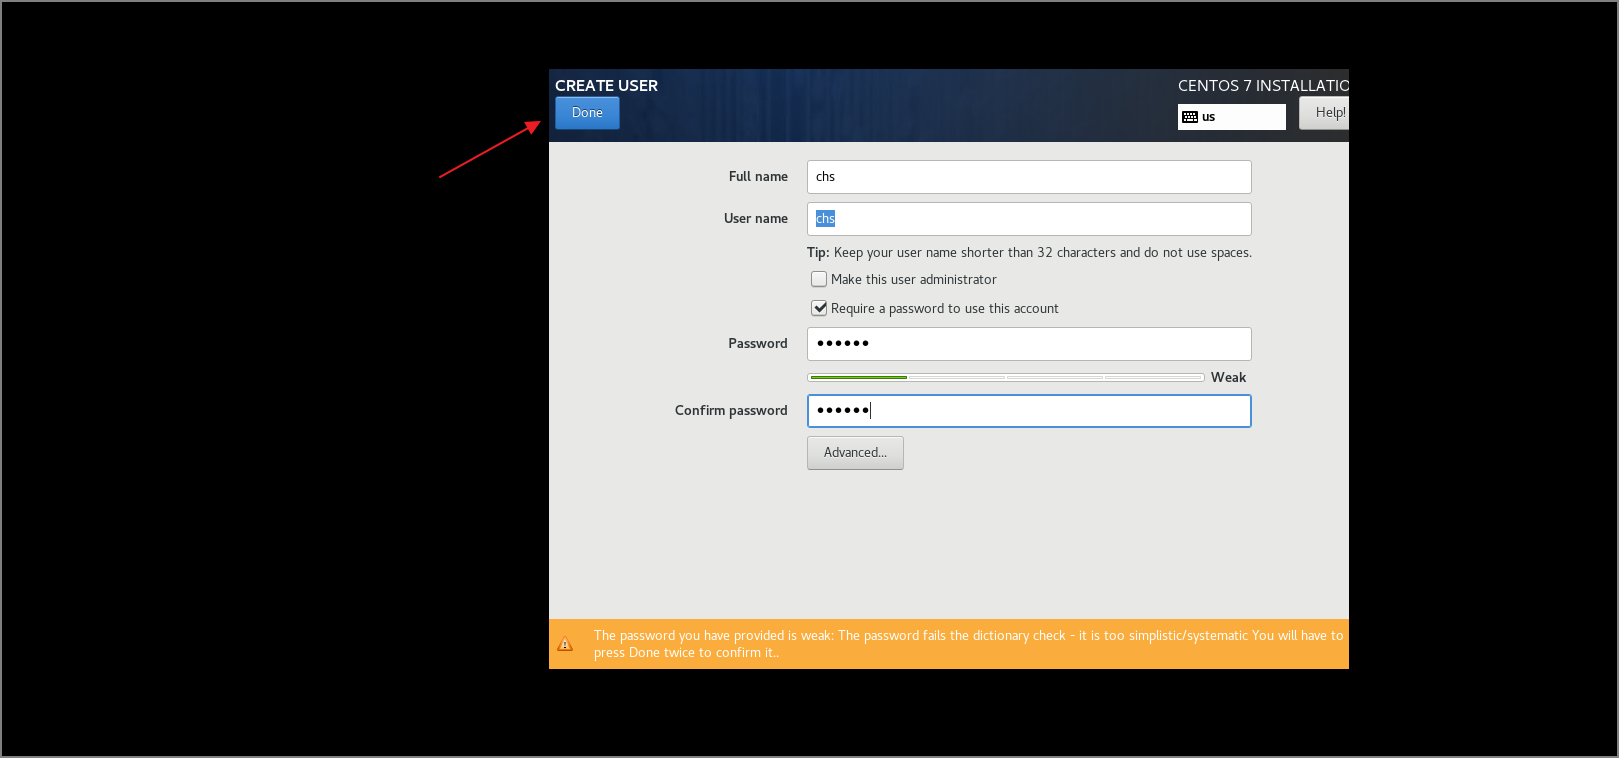 CREATE USER
CENTOS 7 INSTALLATIO
Done
us
Help!
Full name
chs
User name
chs
Tip: Keep your user name shorter than 32 characters and do not use spaces.
Make this user administrator
Require a password to use this account
Password
••••••
Weak
Confirm password
••••••
Advanced...
The password you have provided is weak: The password fails the dictionary check - it is too simplistic/systematic You will have to
press Done twice to confirm it..